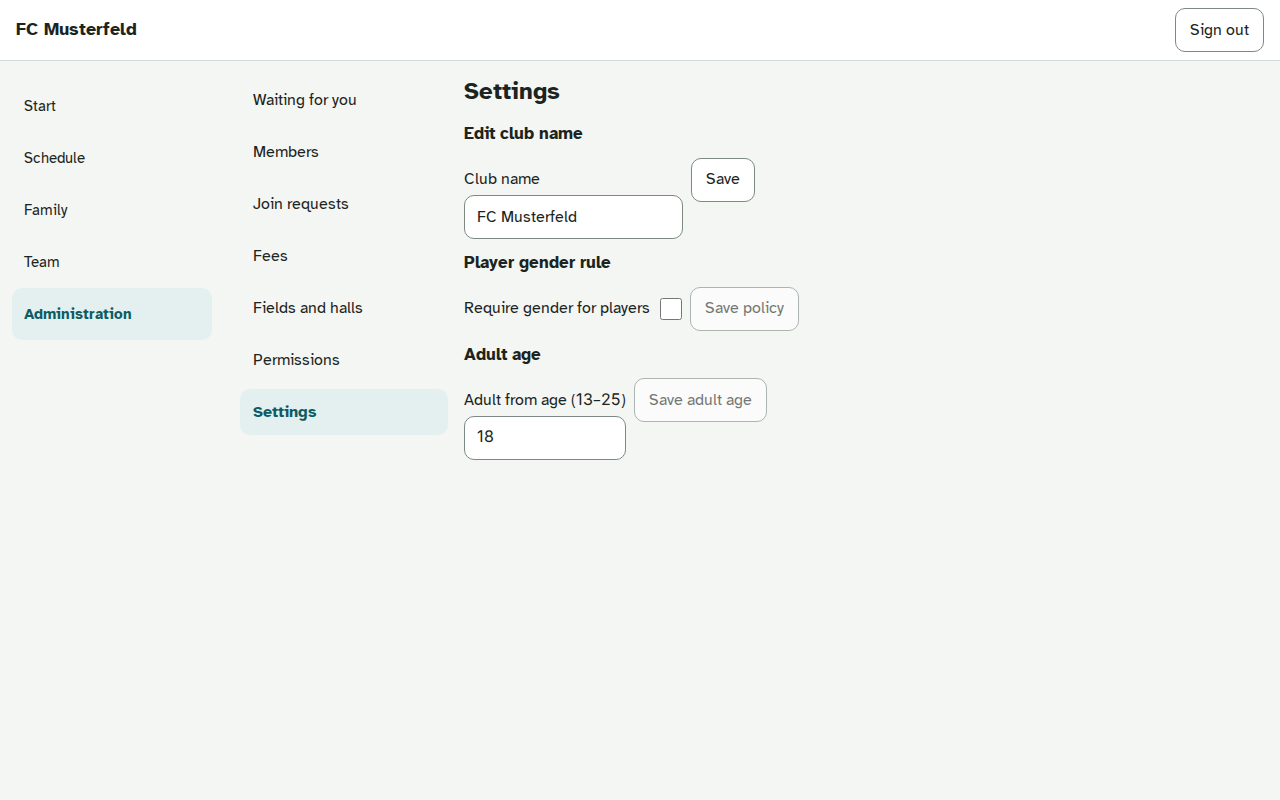 FC Musterfeld
Sign out
Start
Schedule
Family
Team
Administration
Waiting for you
Members
Join requests
Fees
Fields and halls
Permissions
Settings
Settings
Edit club name
Club name
Save
FC Musterfeld
Player gender rule
Require gender for players
Save policy
Adult age
Adult from age (13–25)
Save adult age
18